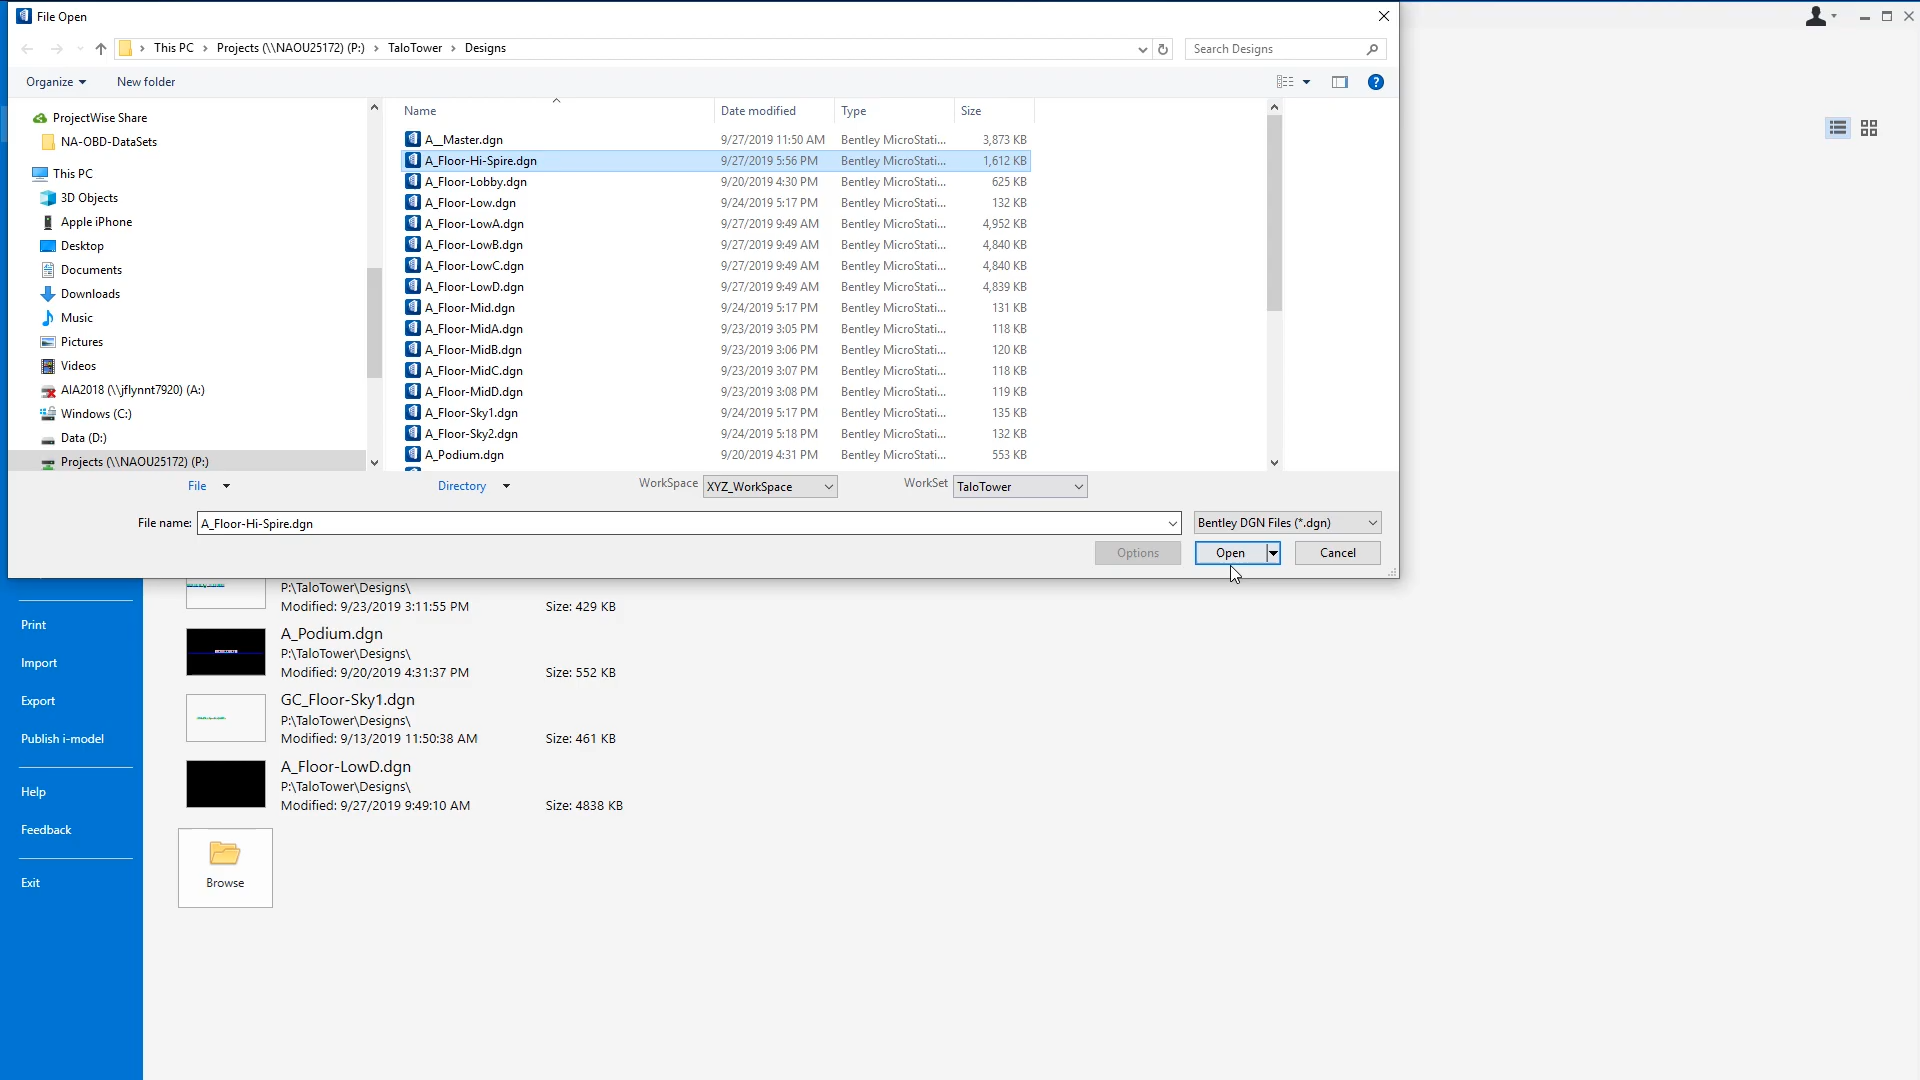 File Open
This PC Projects (\\NAOU25172) (P:) TaloTower Designs
Search Designs
Organize New folder
ProjectWise Share
NA-OBD-DataSets
This PC
3D Objects
Apple iPhone
Desktop
Documents
Downloads
Music
Pictures
Videos
AIA2018 (\\jflynnt7920) (A:)
Windows (C:)
Data (D:)
Projects (\\NAOU25172) (P:)
Name Date modified Type Size
A__Master.dgn 9/27/2019 11:50 AM Bentley MicroStati... 3,873 KB
A_Floor-Hi-Spire.dgn 9/27/2019 5:56 PM Bentley MicroStati... 1,612 KB
A_Floor-Lobby.dgn 9/20/2019 4:30 PM Bentley MicroStati... 625 KB
A_Floor-Low.dgn 9/24/2019 5:17 PM Bentley MicroStati... 132 KB
A_Floor-LowA.dgn 9/27/2019 9:49 AM Bentley MicroStati... 4,952 KB
A_Floor-LowB.dgn 9/27/2019 9:49 AM Bentley MicroStati... 4,840 KB
A_Floor-LowC.dgn 9/27/2019 9:49 AM Bentley MicroStati... 4,840 KB
A_Floor-LowD.dgn 9/27/2019 9:49 AM Bentley MicroStati... 4,839 KB
A_Floor-Mid.dgn 9/24/2019 5:17 PM Bentley MicroStati... 131 KB
A_Floor-MidA.dgn 9/23/2019 3:05 PM Bentley MicroStati... 118 KB
A_Floor-MidB.dgn 9/23/2019 3:06 PM Bentley MicroStati... 120 KB
A_Floor-MidC.dgn 9/23/2019 3:07 PM Bentley MicroStati... 118 KB
A_Floor-MidD.dgn 9/23/2019 3:08 PM Bentley MicroStati... 119 KB
A_Floor-Sky1.dgn 9/24/2019 5:17 PM Bentley MicroStati... 135 KB
A_Floor-Sky2.dgn 9/24/2019 5:18 PM Bentley MicroStati... 132 KB
A_Podium.dgn 9/20/2019 4:31 PM Bentley MicroStati... 553 KB
File Directory WorkSpace XYZ_WorkSpace WorkSet TaloTower
File name: A_Floor-Hi-Spire.dgn Bentley DGN Files (*.dgn)
Options Open Cancel
Print
Import
Export
Publish i-model
Help
Feedback
Exit
P:\TaloTower\Designs\
Modified: 9/23/2019 3:11:55 PM Size: 429 KB
A_Podium.dgn
P:\TaloTower\Designs\
Modified: 9/20/2019 4:31:37 PM Size: 552 KB
GC_Floor-Sky1.dgn
P:\TaloTower\Designs\
Modified: 9/13/2019 11:50:38 AM Size: 461 KB
A_Floor-LowD.dgn
P:\TaloTower\Designs\
Modified: 9/27/2019 9:49:10 AM Size: 4838 KB
Browse